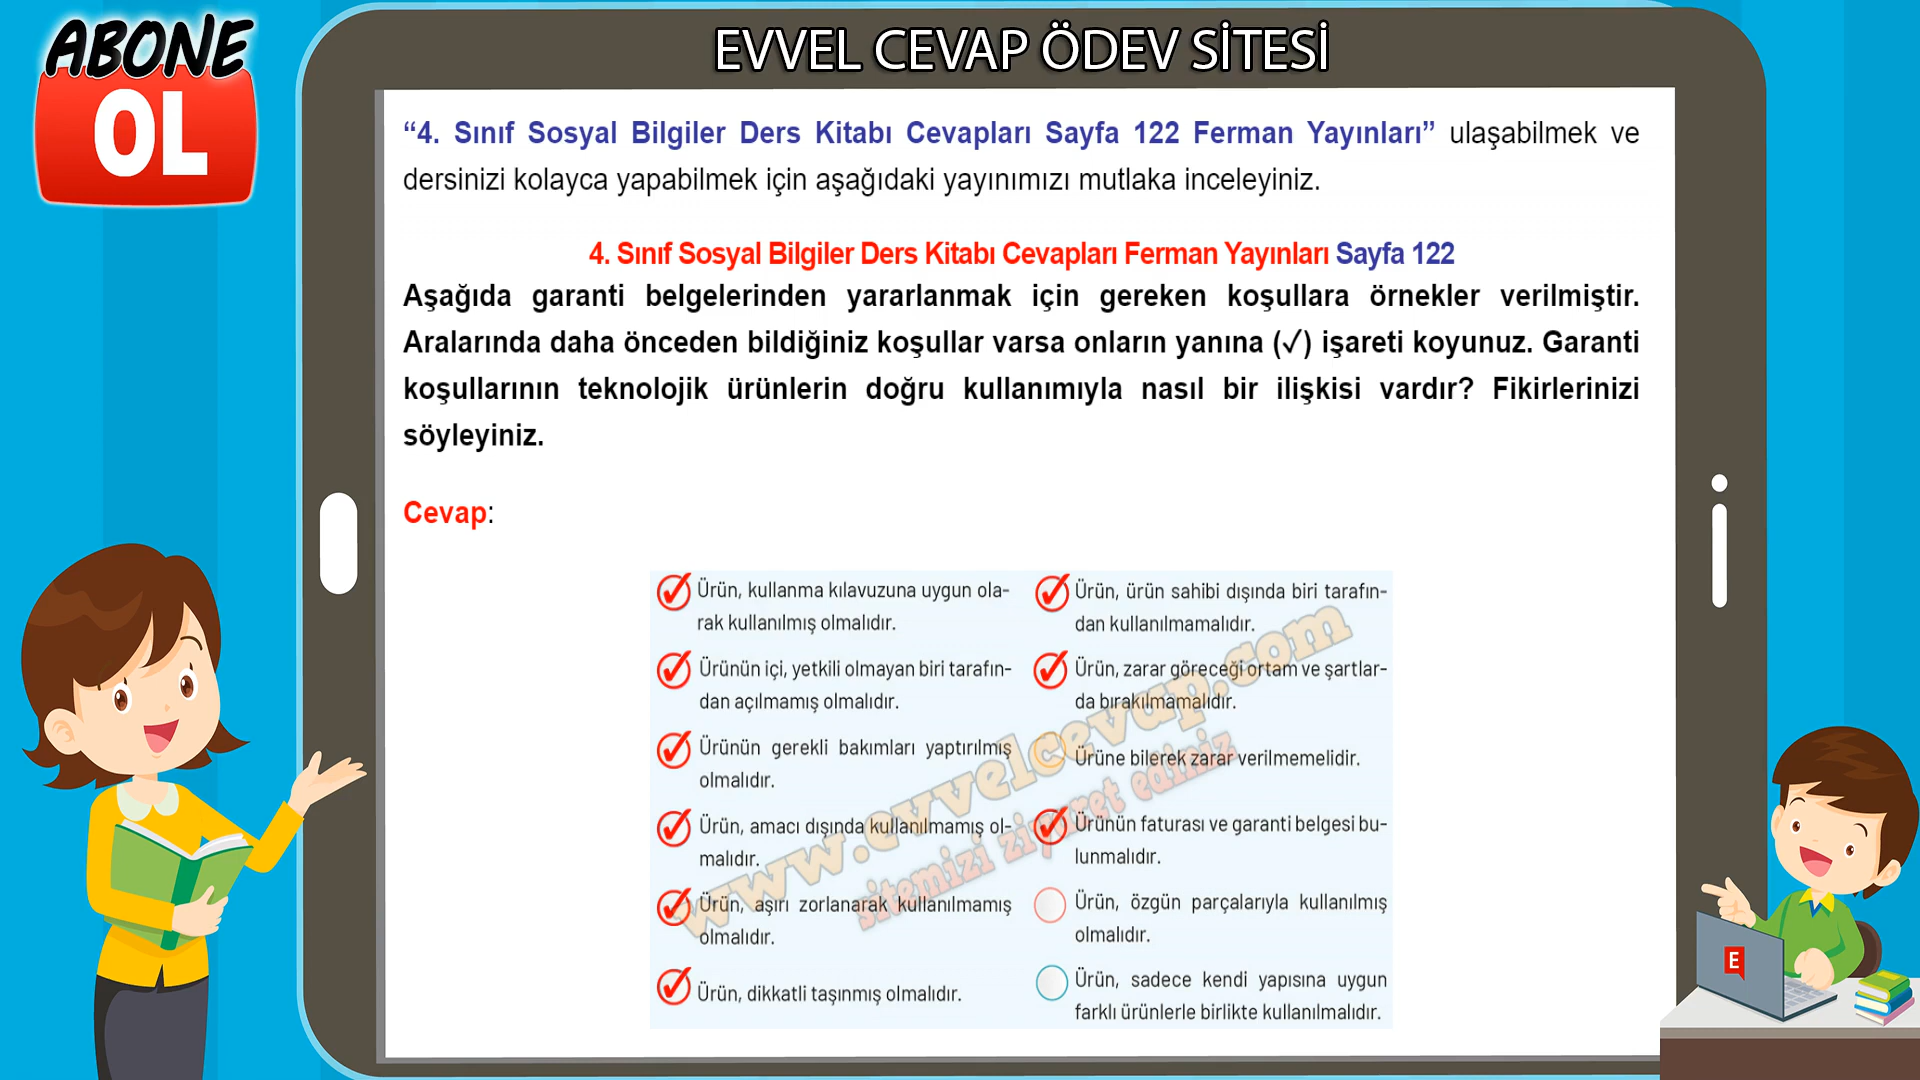 ABONE
OL
EVVEL CEVAP ÖDEV SİTESİ
“4. Sınıf Sosyal Bilgiler Ders Kitabı Cevapları Sayfa 122 Ferman Yayınları” ulaşabilmek ve
dersinizi kolayca yapabilmek için aşağıdaki yayınımızı mutlaka inceleyiniz.
4. Sınıf Sosyal Bilgiler Ders Kitabı Cevapları Ferman Yayınları Sayfa 122
Aşağıda garanti belgelerinden yararlanmak için gereken koşullara örnekler verilmiştir.
Aralarında daha önceden bildiğiniz koşullar varsa onların yanına (✓) işareti koyunuz. Garanti
koşullarının teknolojik ürünlerin doğru kullanımıyla nasıl bir ilişkisi vardır? Fikirlerinizi
söyleyiniz.
Cevap:
Ürün, kullanma kılavuzuna uygun ola-
rak kullanılmış olmalıdır.
Ürünün içi, yetkili olmayan biri tarafın-
dan açılmamış olmalıdır.
Ürünün gerekli bakımları yaptırılmış
olmalıdır.
Ürün, amacı dışında kullanılmamış ol-
malıdır.
Ürün, aşırı zorlanarak kullanılmamış
olmalıdır.
Ürün, dikkatli taşınmış olmalıdır.
Ürün, ürün sahibi dışında biri tarafın-
dan kullanılmamalıdır.
Ürün, zarar göreceği ortam ve şartlar-
da bırakılmamalıdır.
Ürüne bilerek zarar verilmemelidir.
Ürünün faturası ve garanti belgesi bu-
lunmalıdır.
Ürün, özgün parçalarıyla kullanılmış
olmalıdır.
Ürün, sadece kendi yapısına uygun
farklı ürünlerle birlikte kullanılmalıdır.
www.evvelcevap.com
sitemizi ziyaret ediniz
E